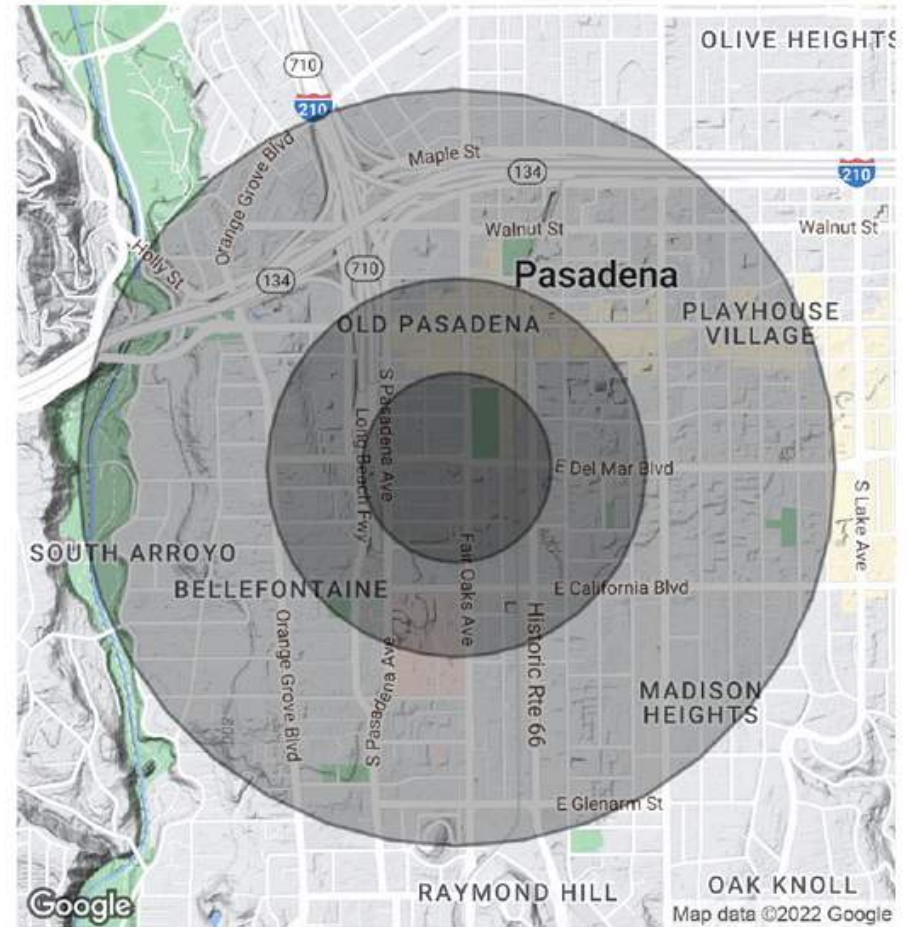 OLIVE HEIGHTS
710
210
Orange Grove Blvd
Maple St
134
210
Walnut St
Walnut St
Holly St
134
710
Pasadena
OLD PASADENA
PLAYHOUSE
VILLAGE
S Pasadena Ave
Long Beach Fwy
E Del Mar Blvd
S Lake Ave
SOUTH ARROYO
Fair Oaks Ave
BELLEFONTAINE
E California Blvd
Orange Grove Blvd
S Pasadena Ave
Historic Rte 66
MADISON
HEIGHTS
E Glenarm St
RAYMOND HILL
OAK KNOLL
Google
Map data ©2022 Google